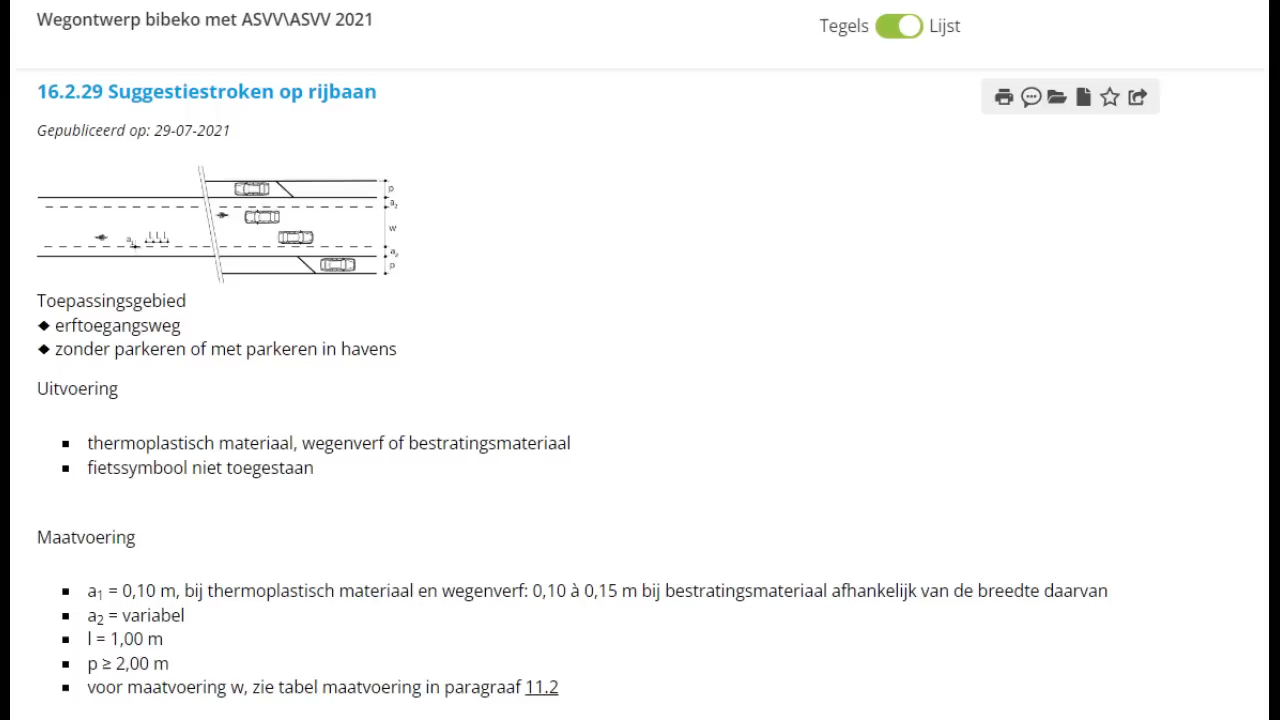 Wegontwerp bibeko met ASVV\ASVV 2021
Tegels Lijst
16.2.29 Suggestiestroken op rijbaan
Gepubliceerd op: 29-07-2021
p
a2
w
a1
l l l
a2
p
Toepassingsgebied
◆ erftoegangsweg
◆ zonder parkeren of met parkeren in havens
Uitvoering
▪ thermoplastisch materiaal, wegenverf of bestratingsmateriaal
▪ fietssymbool niet toegestaan
Maatvoering
▪ a1 = 0,10 m, bij thermoplastisch materiaal en wegenverf: 0,10 à 0,15 m bij bestratingsmateriaal afhankelijk van de breedte daarvan
▪ a2 = variabel
▪ l = 1,00 m
▪ p ≥ 2,00 m
▪ voor maatvoering w, zie tabel maatvoering in paragraaf 11.2